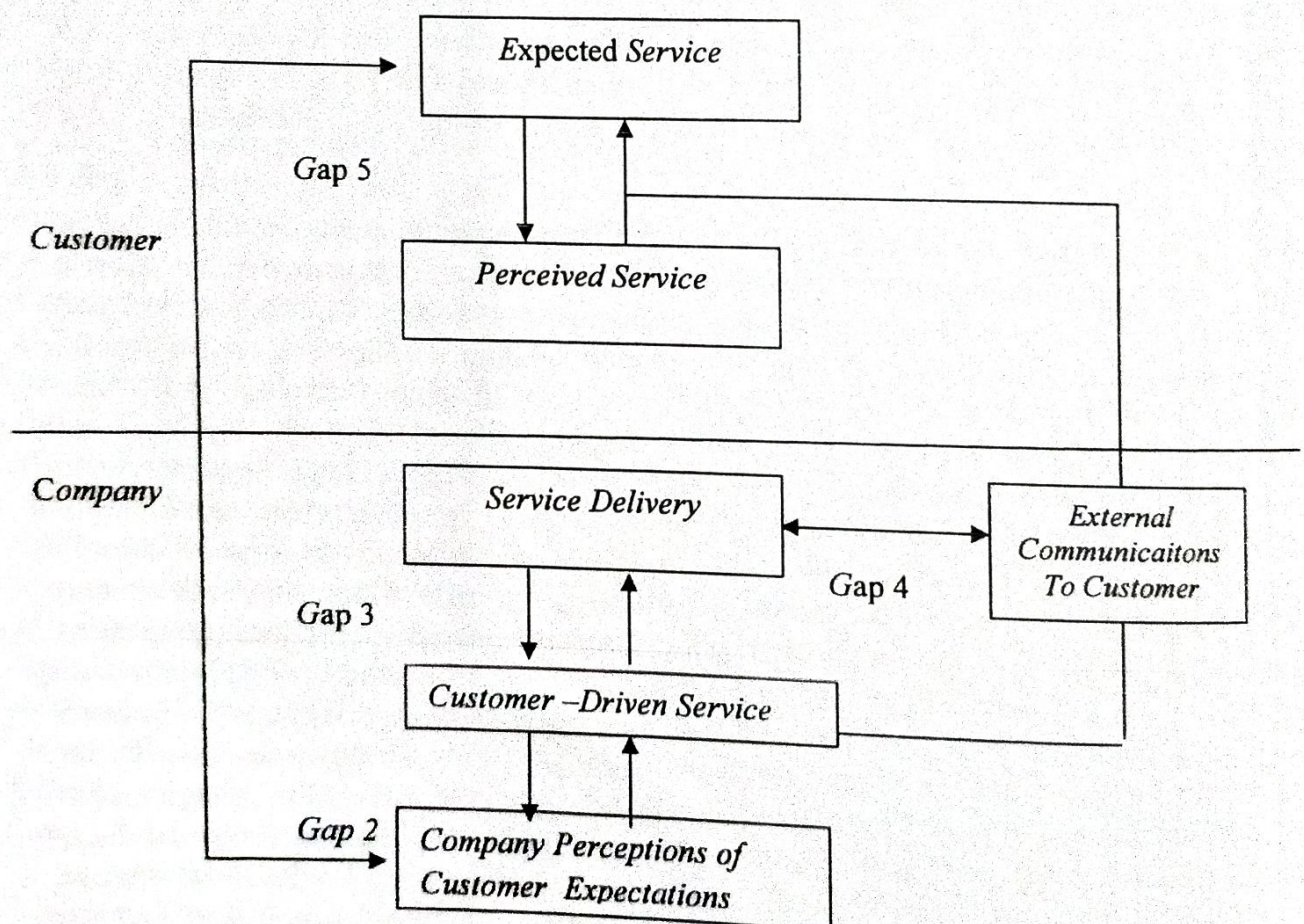 Expected Service
Gap 5
Customer
Perceived Service
Company
Service Delivery
External
Communicaitons
To Customer
Gap 4
Gap 3
Customer –Driven Service
Gap 2
Company Perceptions of
Customer Expectations